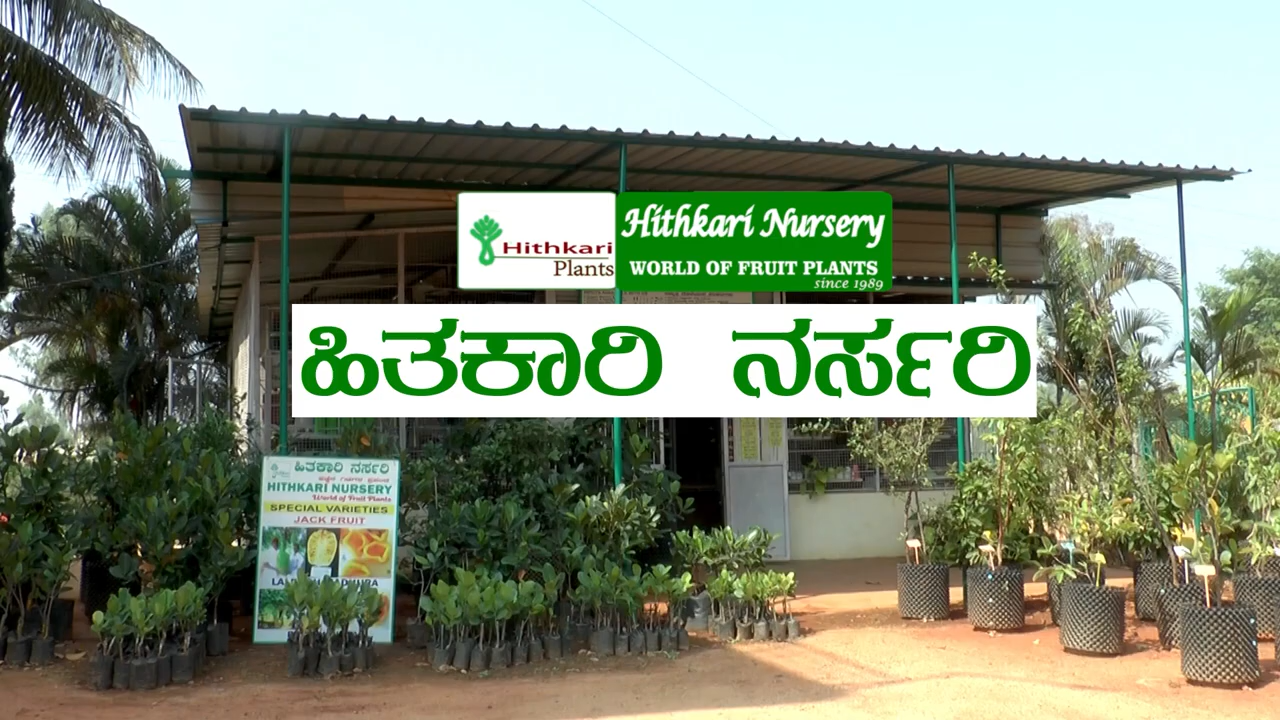 Hithkari
Plants
Hithkari Nursery
WORLD OF FRUIT PLANTS
since 1989
ಹಿತಕಾರಿ ನರ್ಸರಿ
ಹಿತಕಾರಿ ನರ್ಸರಿ
HITHKARI NURSERY
World of Fruit Plants
SPECIAL VARIETIES
JACK FRUIT